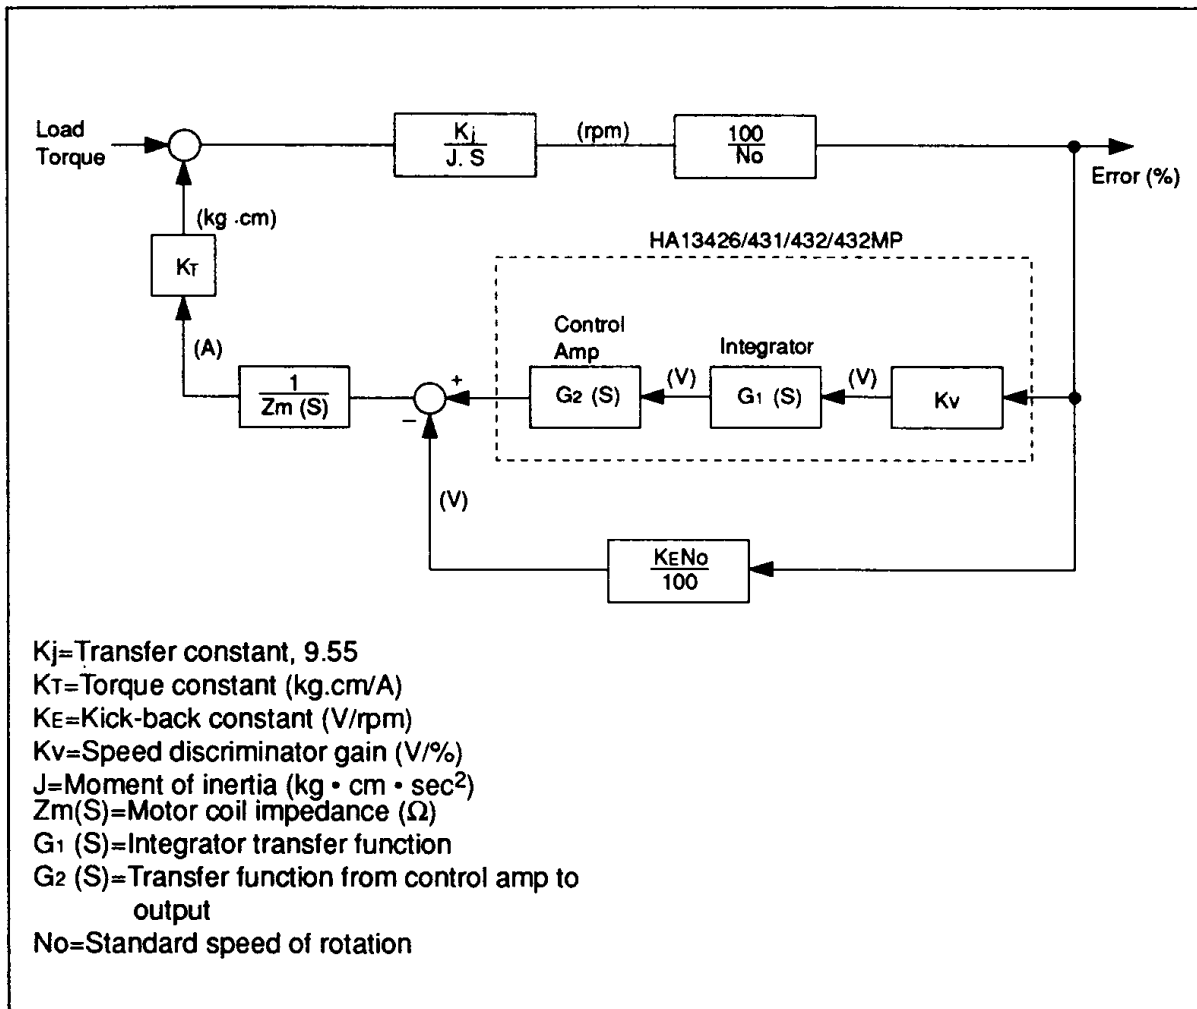 Load
Torque
Kj
J. S
(rpm)
100
No
Error (%)
(kg .cm)
KT
HA13426/431/432/432MP
(A)
1
Zm (S)
+
−
Control
Amp
G2 (S)
(V)
Integrator
G1 (S)
(V)
Kv
(V)
KENo
100
Kj=Transfer constant, 9.55
KT=Torque constant (kg.cm/A)
KE=Kick-back constant (V/rpm)
Kv=Speed discriminator gain (V/%)
J=Moment of inertia (kg • cm • sec²)
Zm(S)=Motor coil impedance (Ω)
G1 (S)=Integrator transfer function
G2 (S)=Transfer function from control amp to
output
No=Standard speed of rotation